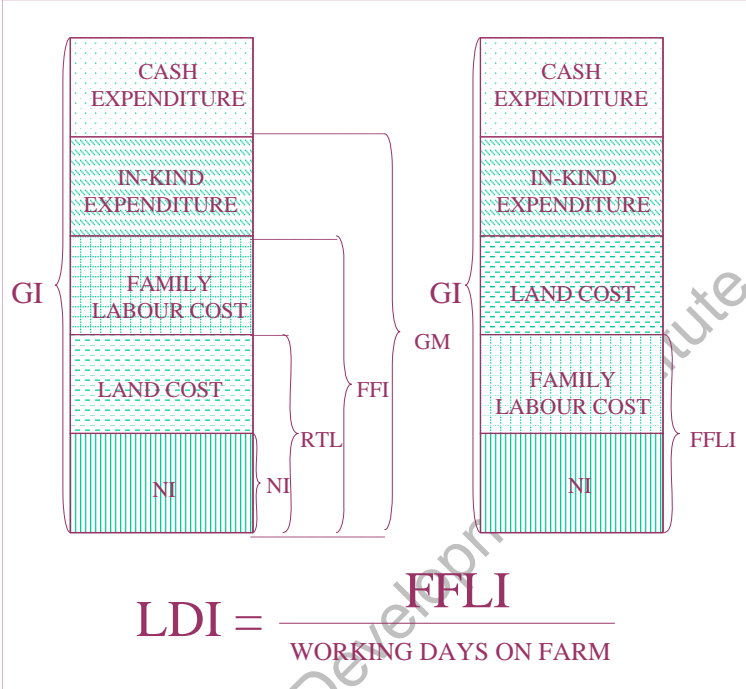 CASH
EXPENDITURE
IN-KIND
EXPENDITURE
FAMILY
LABOUR COST
LAND COST
NI
GI
NI
RTL
FFI
GM
CASH
EXPENDITURE
IN-KIND
EXPENDITURE
LAND COST
FAMILY
LABOUR COST
NI
GI
FFLI
LDI = FFLI
WORKING DAYS ON FARM